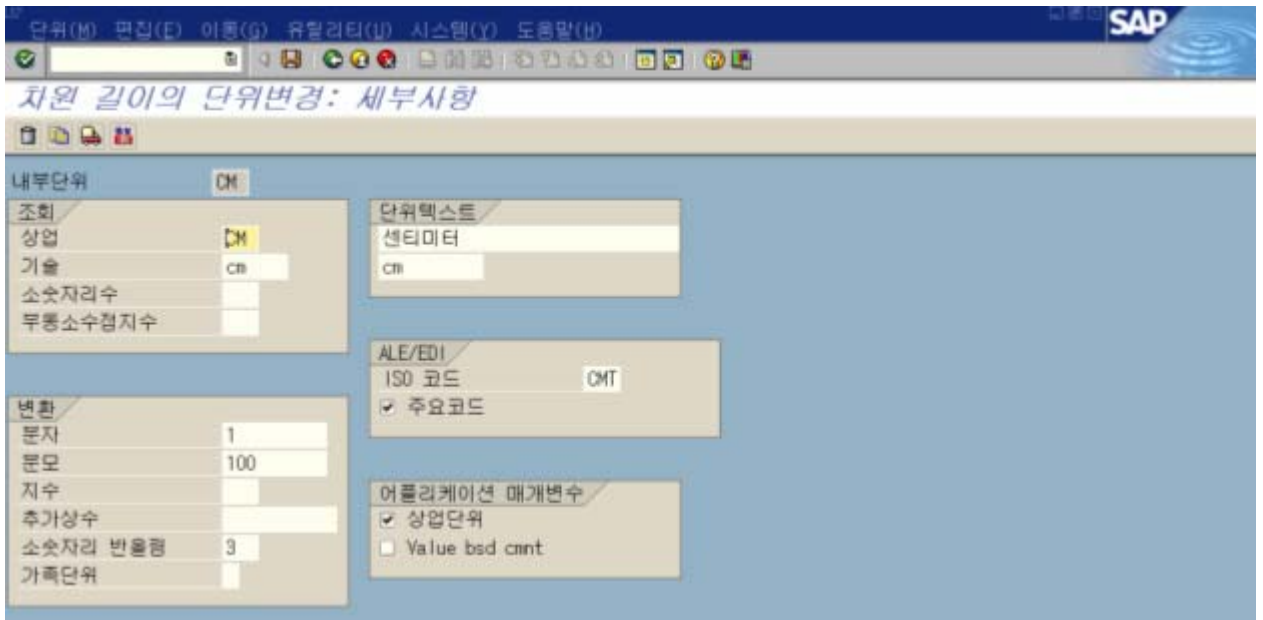 단위(M) 편집(E) 이동(G) 유틸리티(U) 시스템(Y) 도움말(H)
SAP
차원 길이의 단위변경: 세부사항
내부단위 CM
조회
상업 CM
기술 cm
소숫자리수
부동소수점지수
단위텍스트
센티미터
cm
ALE/EDI
ISO 코드 CMT
주요코드
변환
분자 1
분모 100
지수
추가상수
소숫자리 반올림 3
가족단위
어플리케이션 매개변수
상업단위
Value bsd cmnt